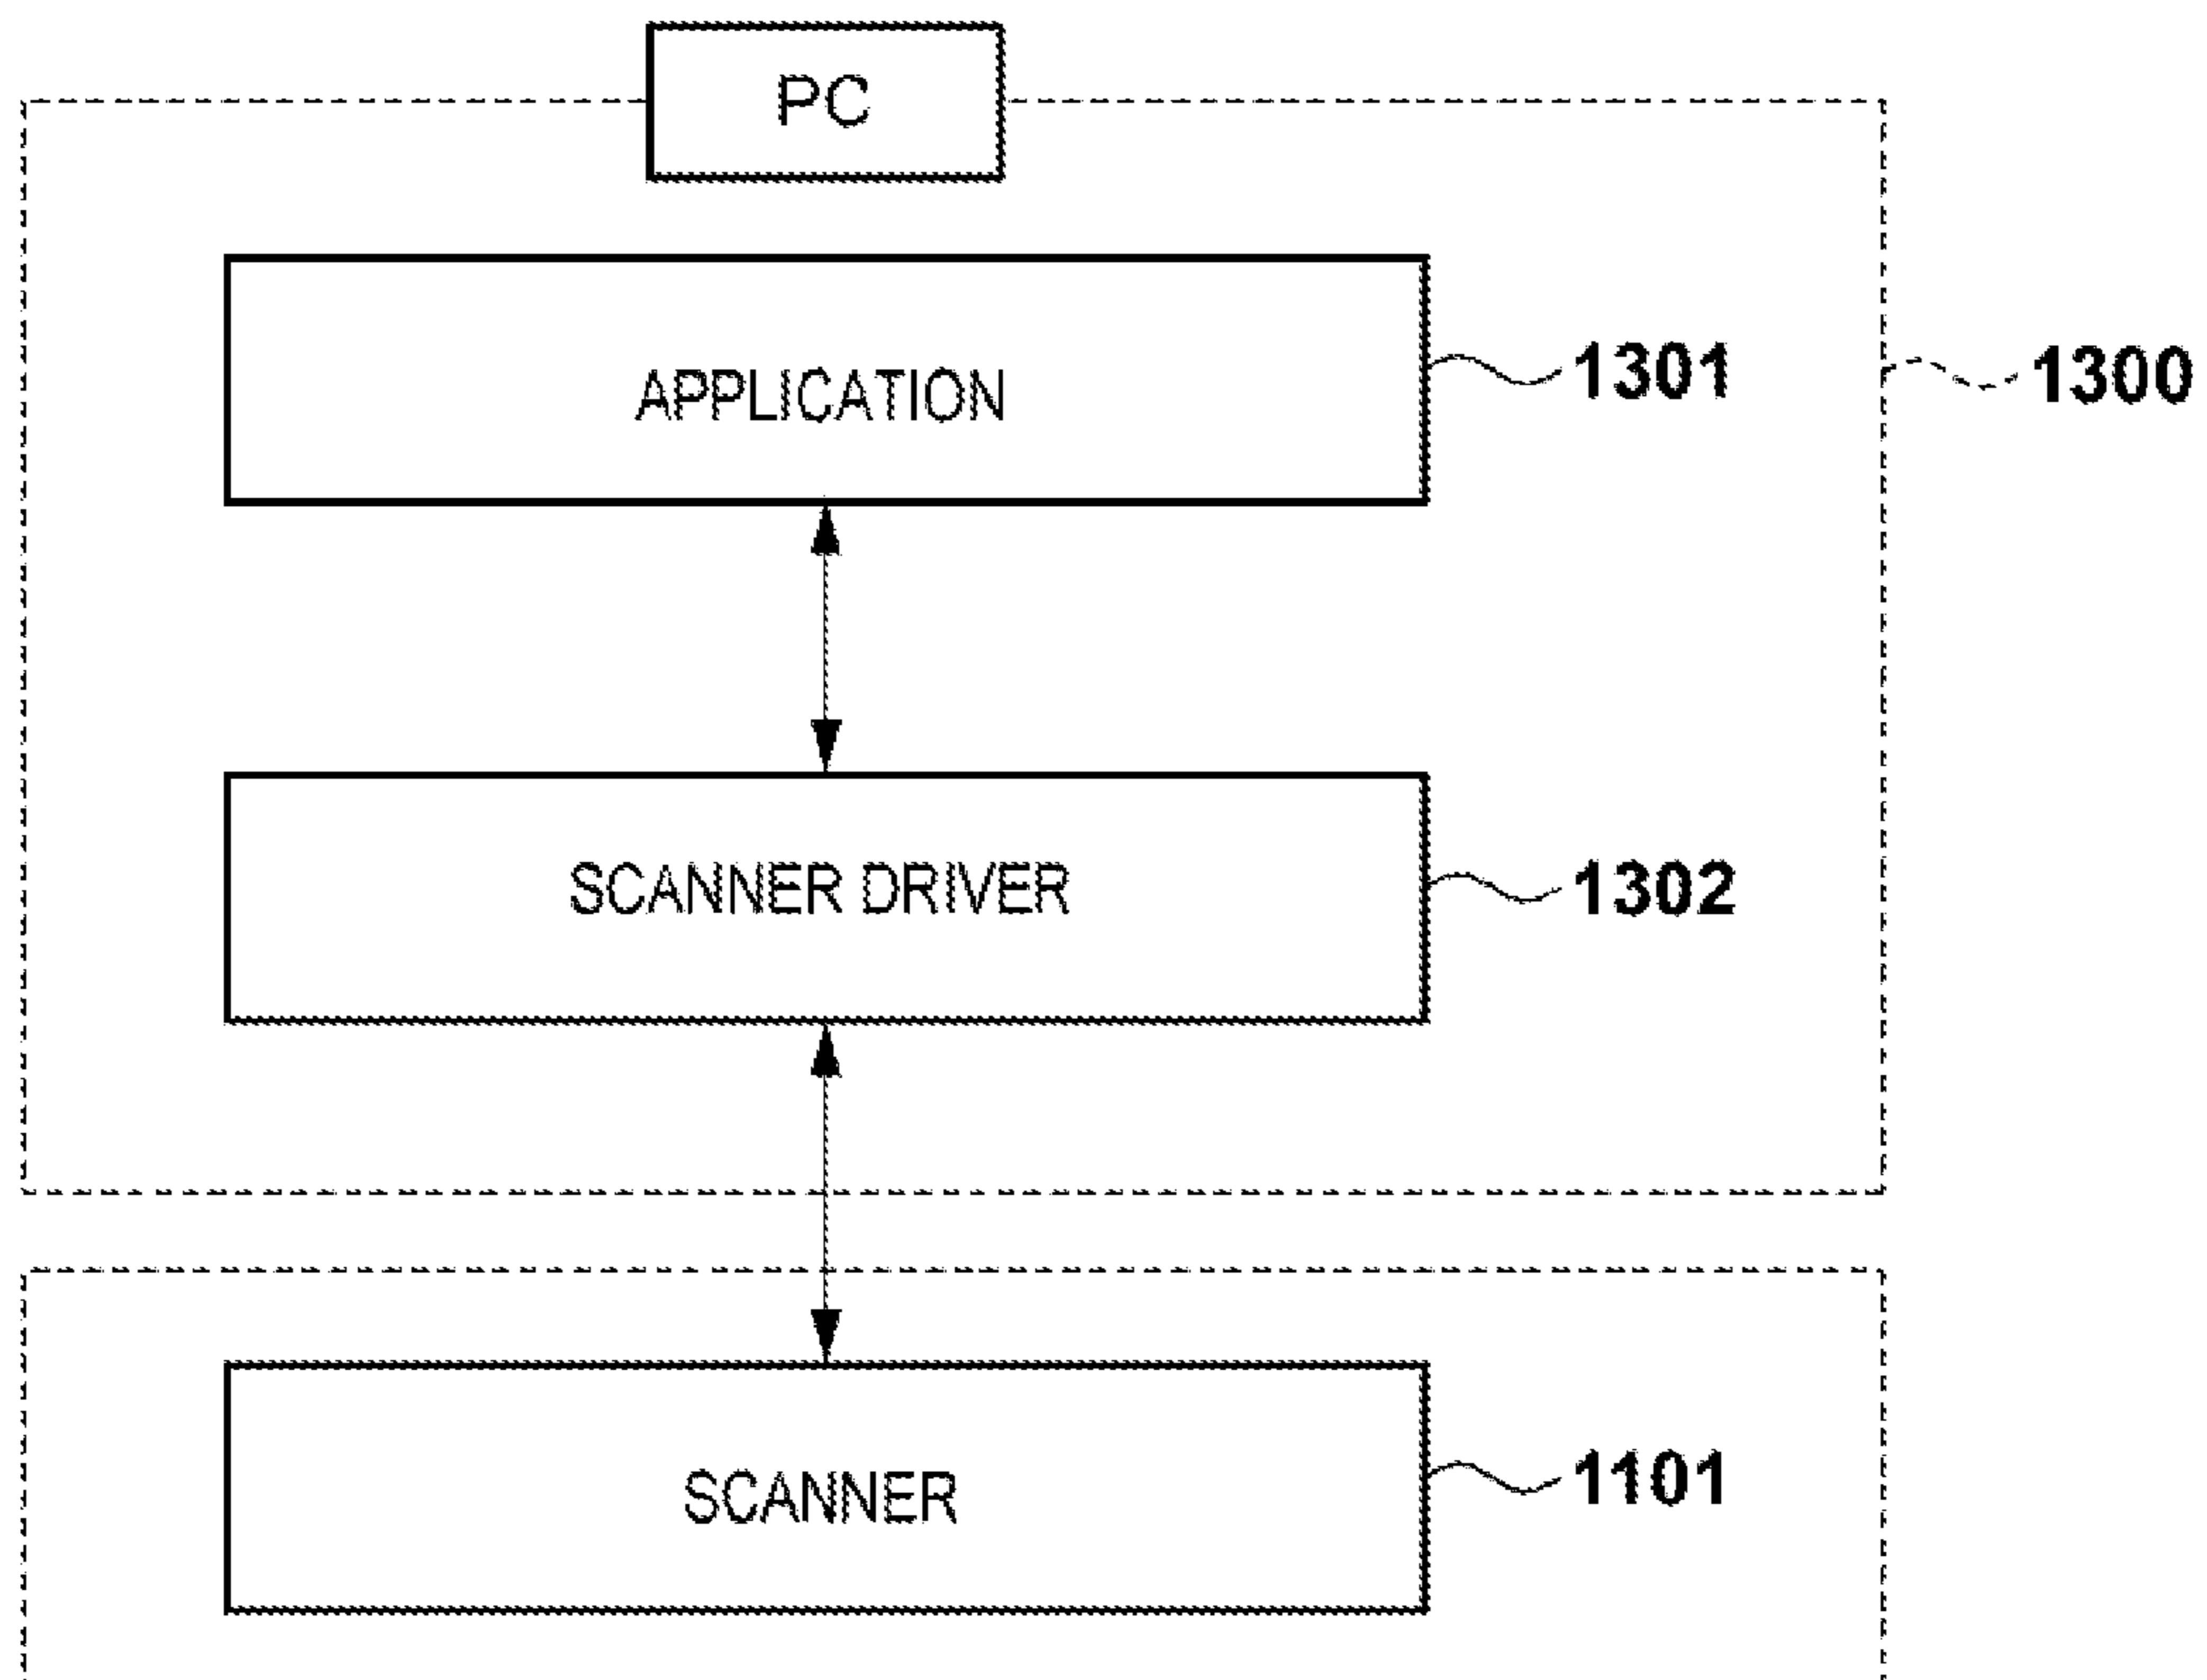 PC
APPLICATION
1301
1300
SCANNER DRIVER
1302
SCANNER
1101